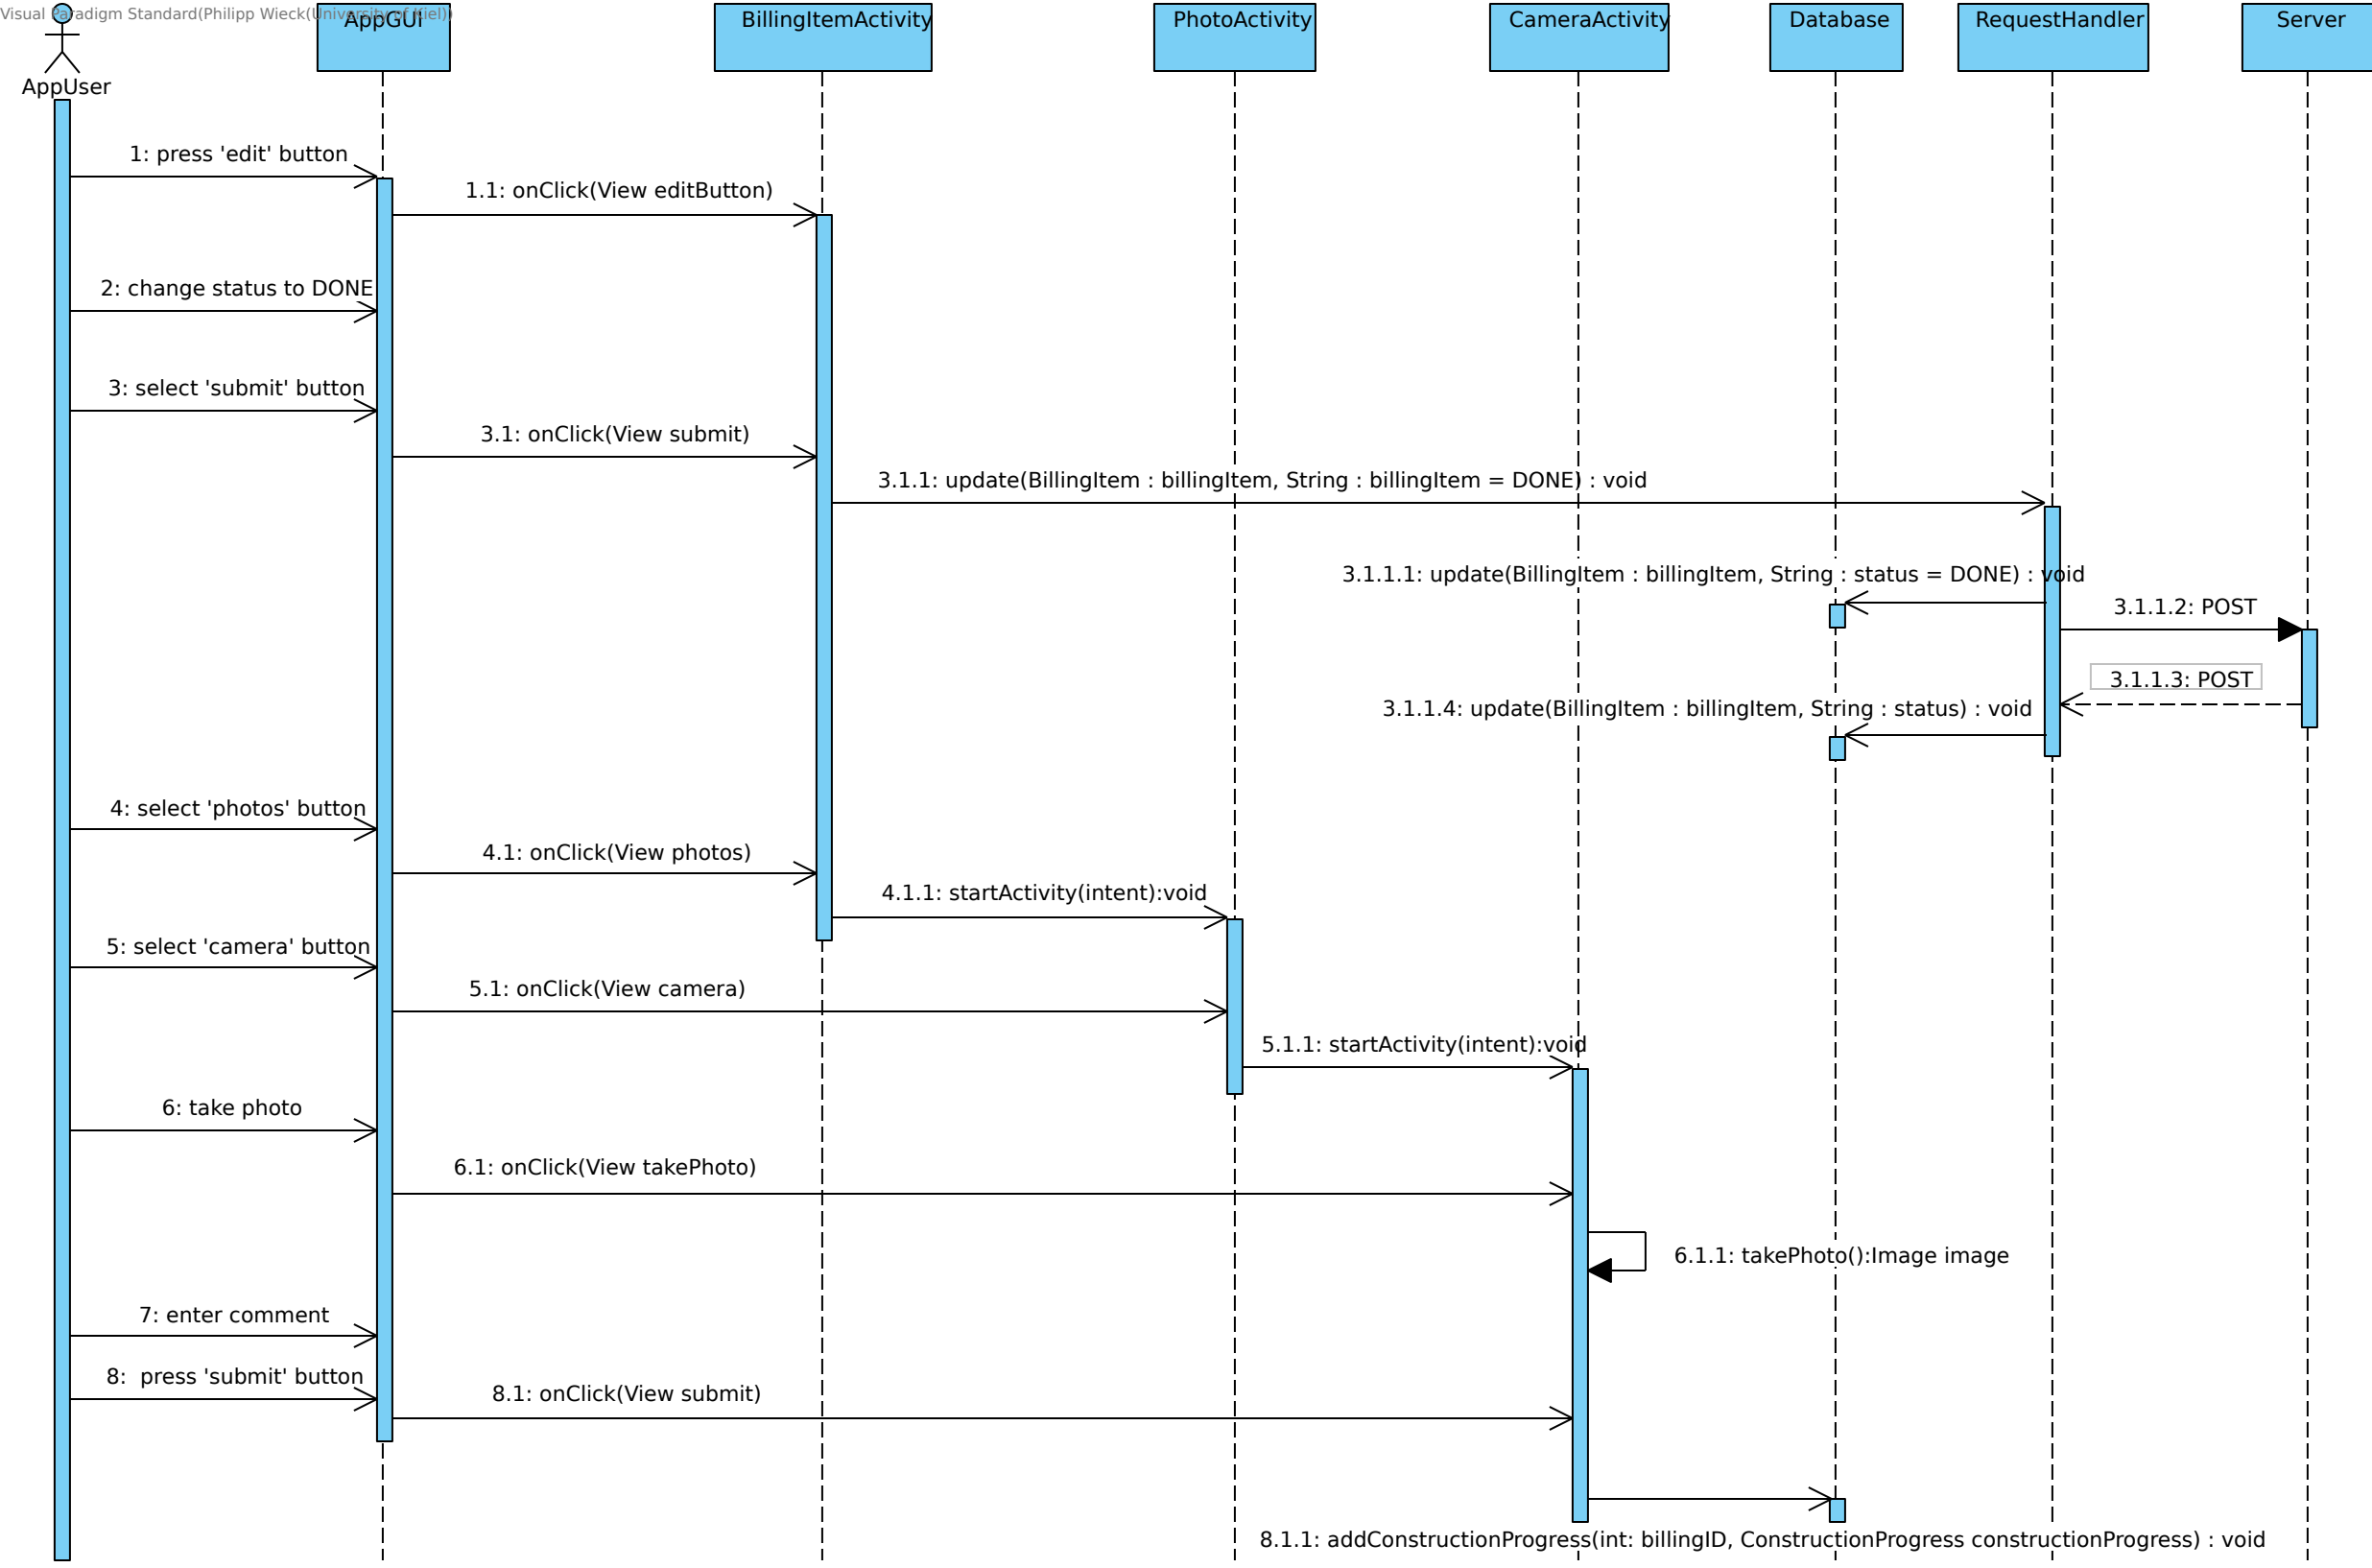 Visual Paradigm Standard(Philipp Wieck(University of Kiel))
AppUser
AppGUI
BillingItemActivity
PhotoActivity
CameraActivity
Database
RequestHandler
Server
1: press 'edit' button
1.1: onClick(View editButton)
2: change status to DONE
3: select 'submit' button
3.1: onClick(View submit)
3.1.1: update(BillingItem : billingItem, String : billingItem = DONE) : void
3.1.1.1: update(BillingItem : billingItem, String : status = DONE) : void
3.1.1.2: POST
3.1.1.3: POST
3.1.1.4: update(BillingItem : billingItem, String : status) : void
4: select 'photos' button
4.1: onClick(View photos)
4.1.1: startActivity(intent):void
5: select 'camera' button
5.1: onClick(View camera)
5.1.1: startActivity(intent):void
6: take photo
6.1: onClick(View takePhoto)
6.1.1: takePhoto():Image image
7: enter comment
8:  press 'submit' button
8.1: onClick(View submit)
8.1.1: addConstructionProgress(int: billingID, ConstructionProgress constructionProgress) : void